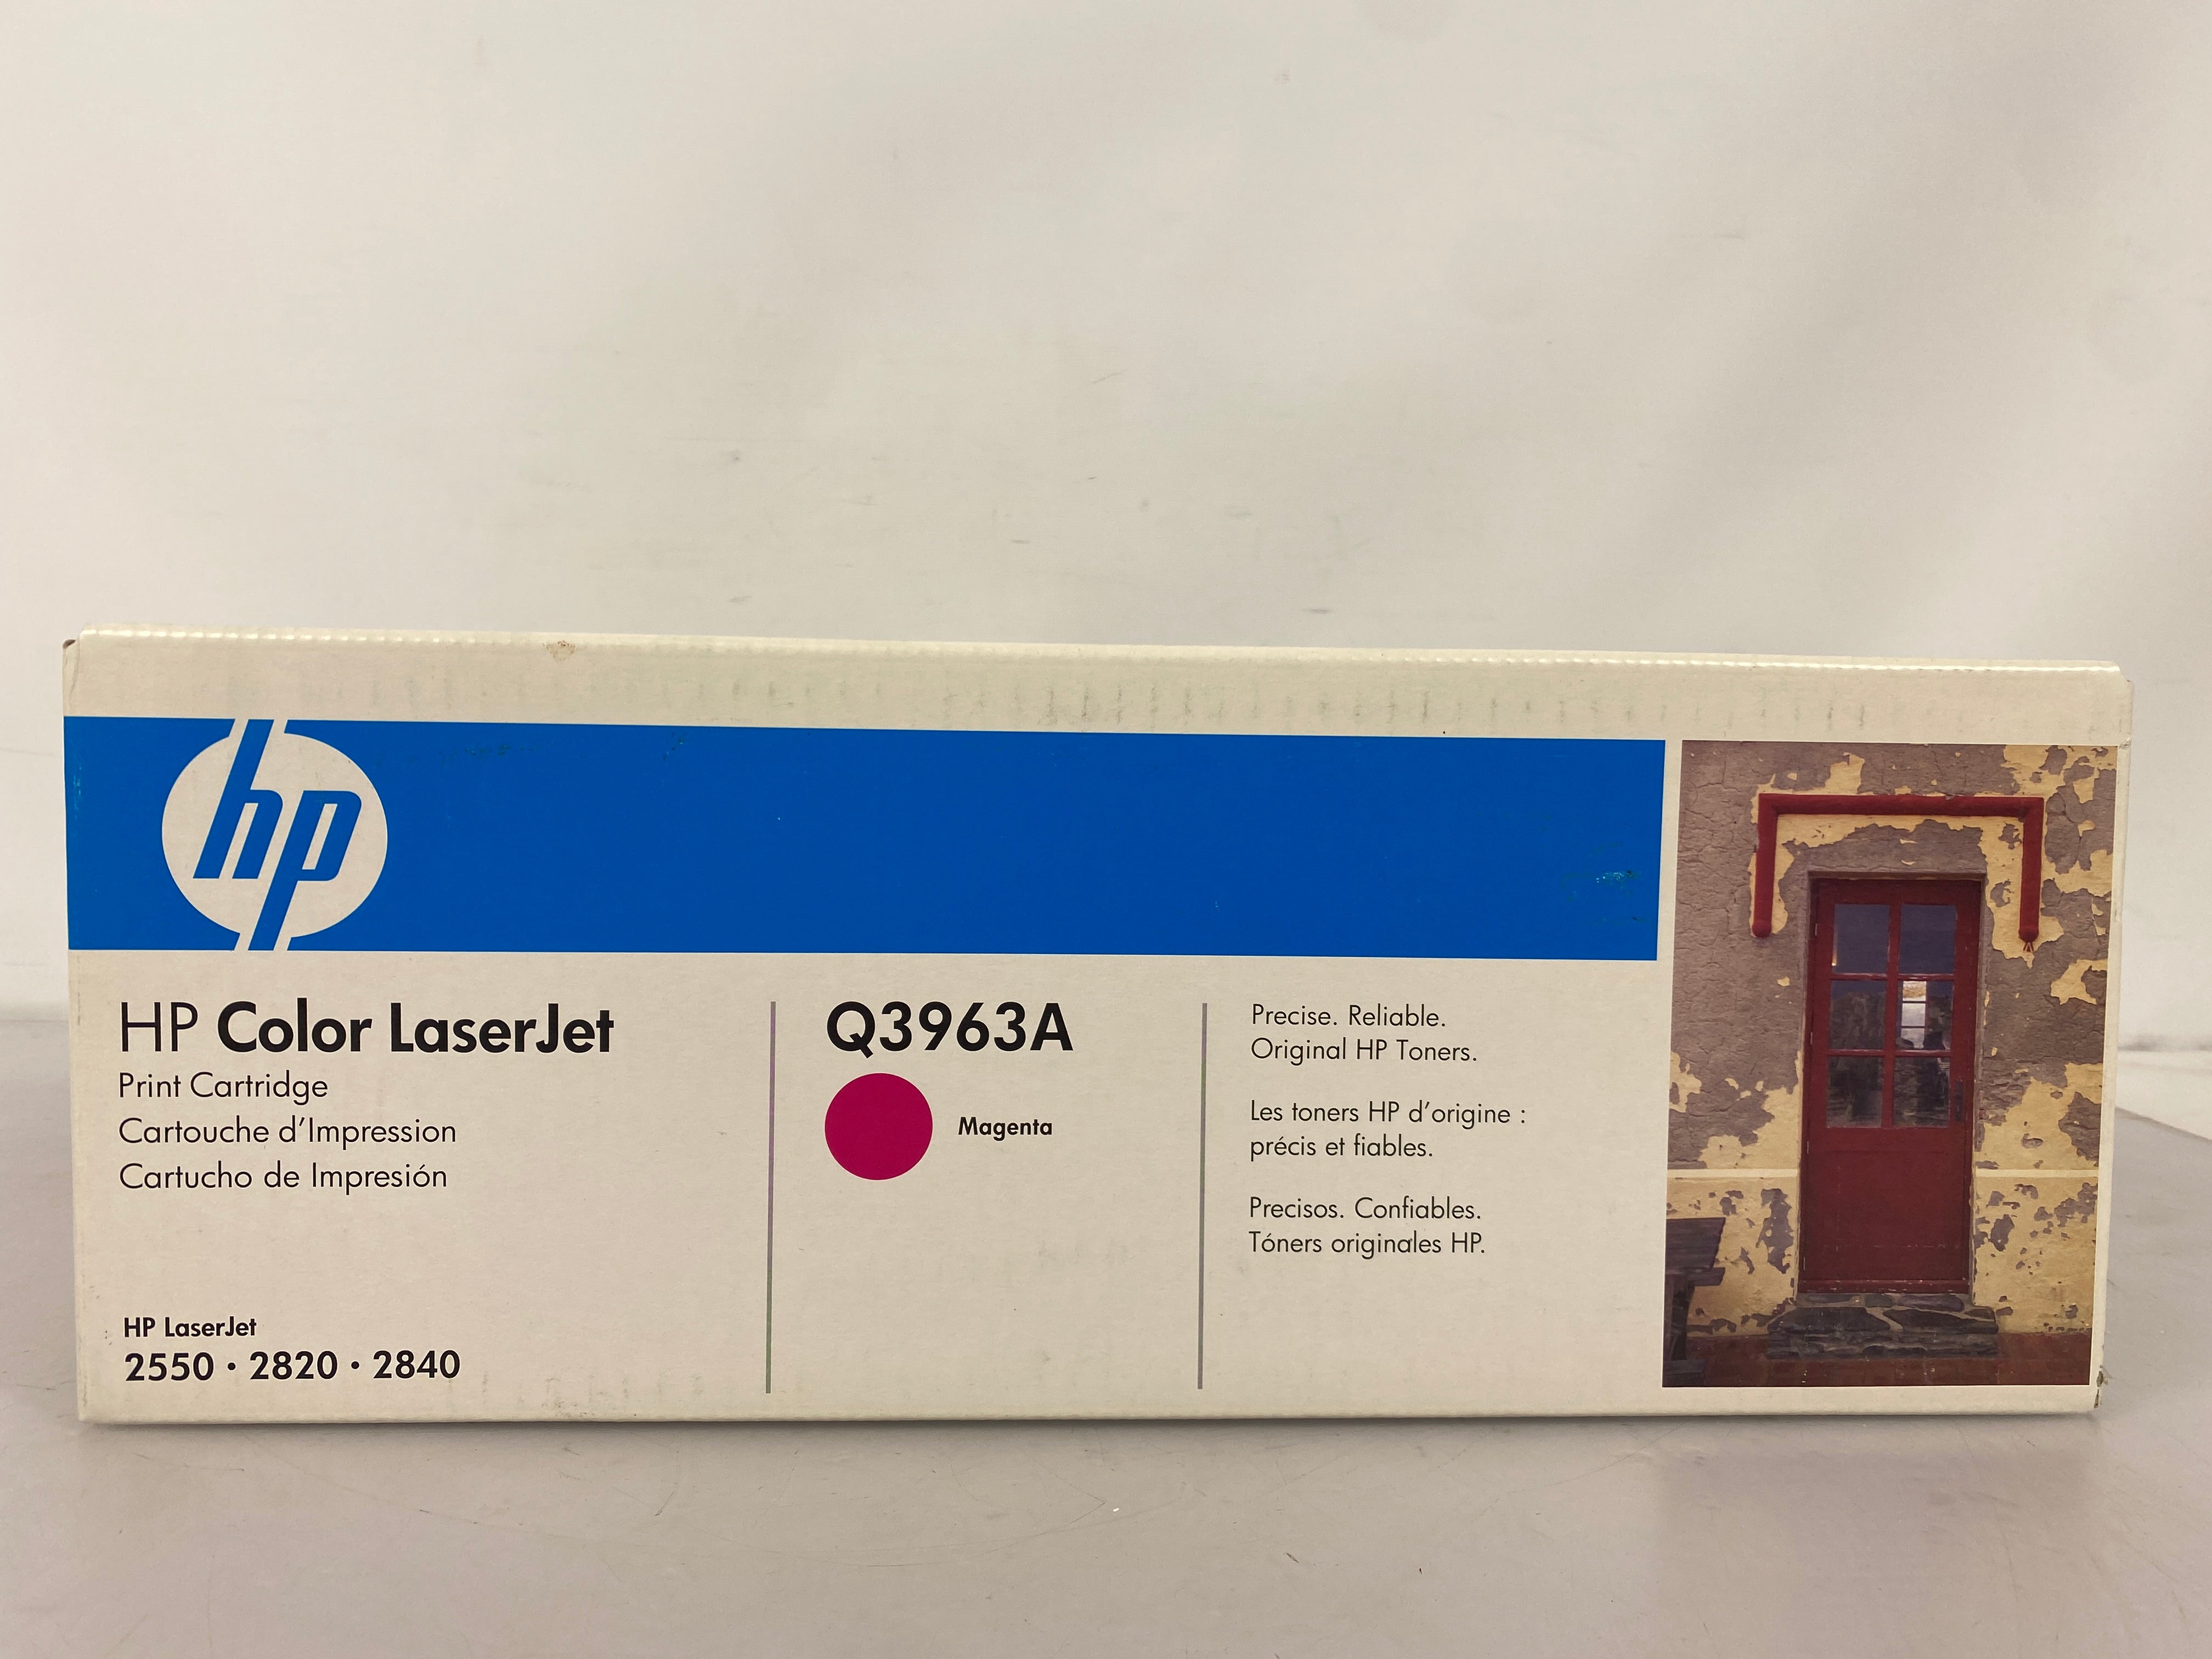 hp
HP Color LaserJet
Print Cartridge
Cartouche d'Impression
Cartucho de Impresión
HP LaserJet
2550 • 2820 • 2840
Q3963A
Magenta
Precise. Reliable.
Original HP Toners.
Les toners HP d'origine :
précis et fiables.
Precisos. Confiables.
Tóners originales HP.